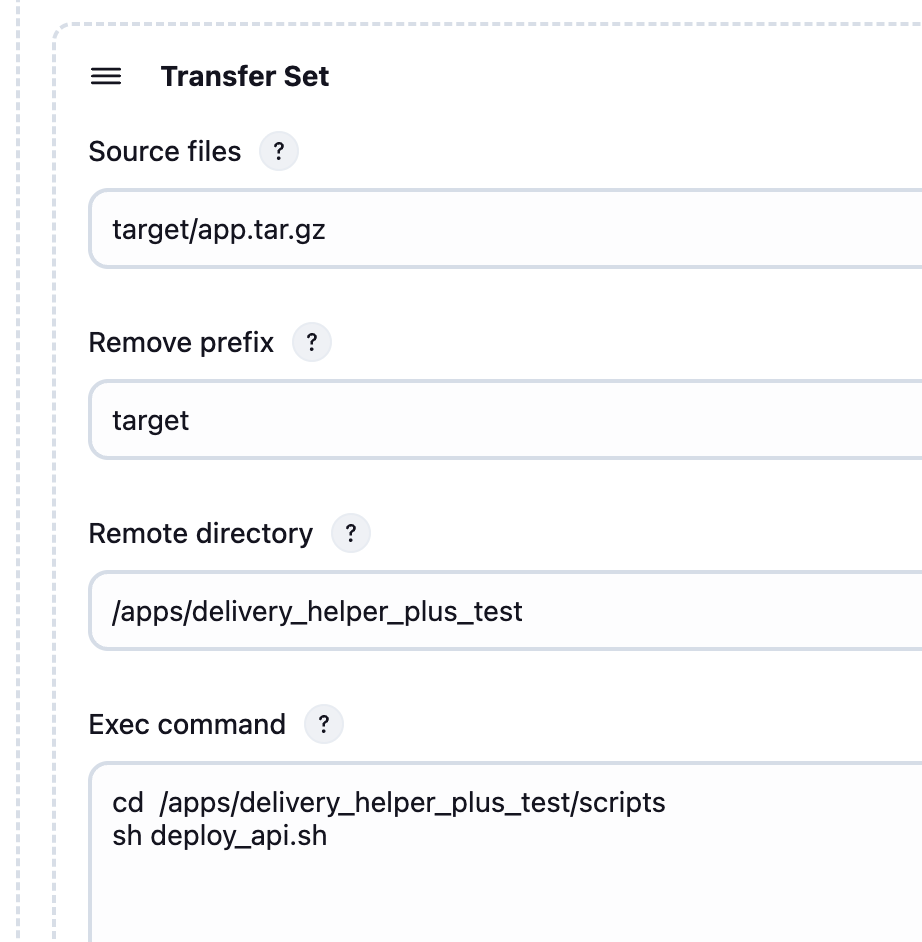 Transfer Set
Source files ?
target/app.tar.gz
Remove prefix ?
target
Remote directory ?
/apps/delivery_helper_plus_test
Exec command ?
cd  /apps/delivery_helper_plus_test/scripts
sh deploy_api.sh